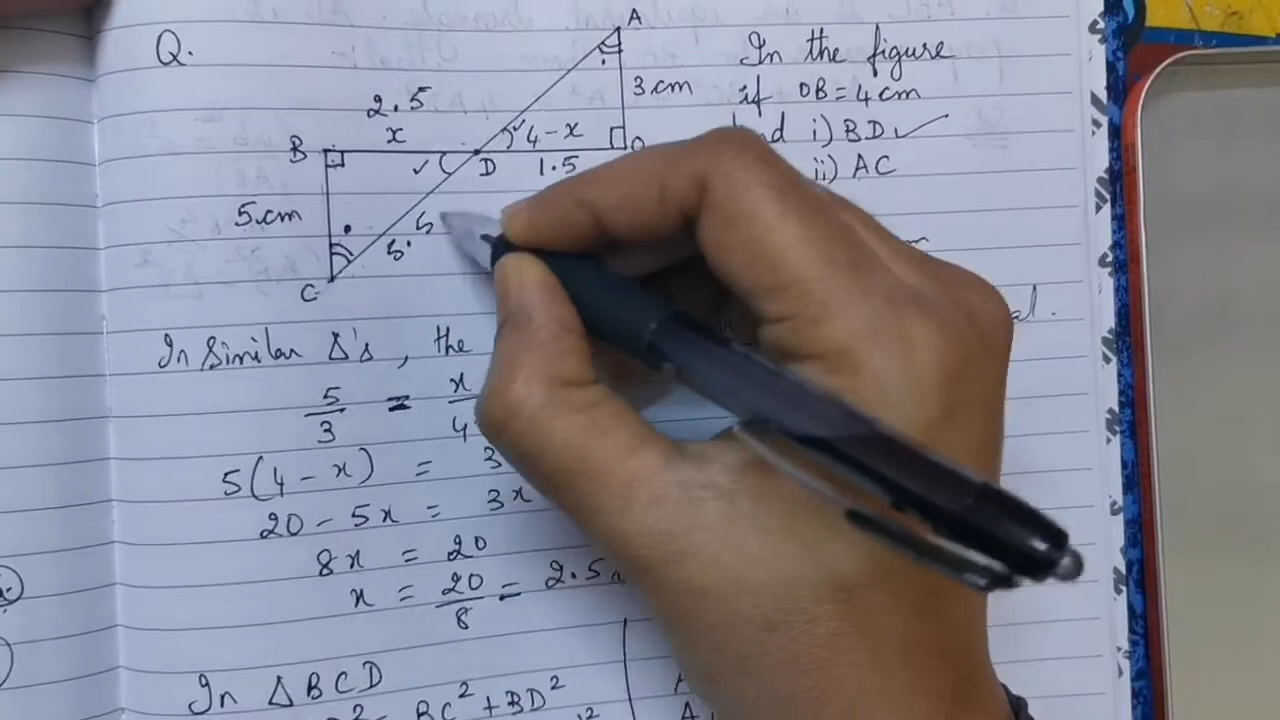 Q.
A
In the figure
3 cm
if OB = 4 cm
2.5
x
4 - x
i) BD ✓
B
D
1.5
ii) AC
5 cm
5.
C
In Similar Δ's, the
5/3 = x/4
5(4 - x) = 3
20 - 5x = 3x
8x = 20
x = 20/8 = 2.5
In ΔBCD
BC² + BD²